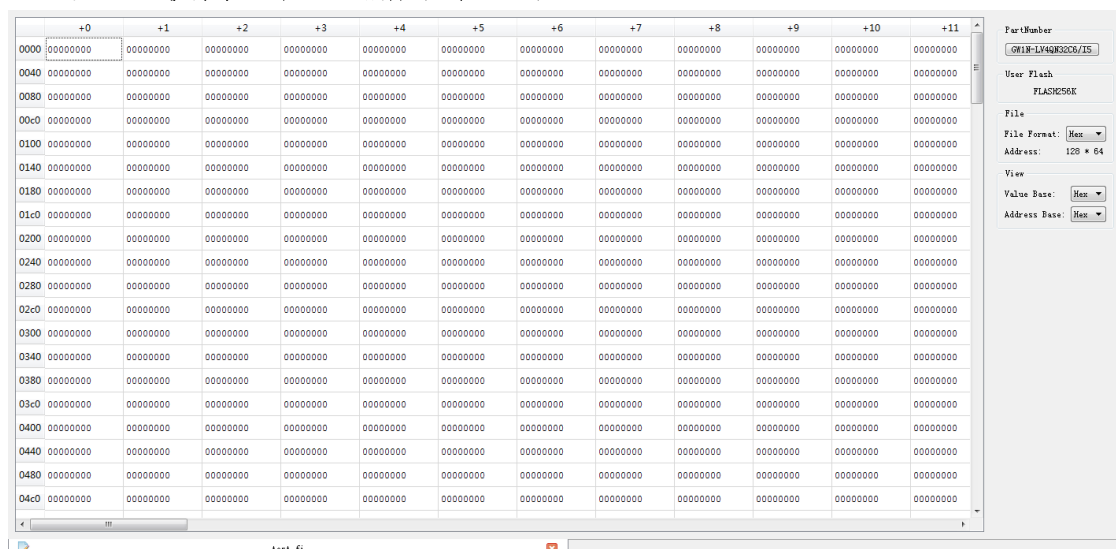 +0 +1 +2 +3 +4 +5 +6 +7 +8 +9 +10 +11
0000 00000000 00000000 00000000 00000000 00000000 00000000 00000000 00000000 00000000 00000000 00000000 00000000
0040 00000000 00000000 00000000 00000000 00000000 00000000 00000000 00000000 00000000 00000000 00000000 00000000
0080 00000000 00000000 00000000 00000000 00000000 00000000 00000000 00000000 00000000 00000000 00000000 00000000
00c0 00000000 00000000 00000000 00000000 00000000 00000000 00000000 00000000 00000000 00000000 00000000 00000000
0100 00000000 00000000 00000000 00000000 00000000 00000000 00000000 00000000 00000000 00000000 00000000 00000000
0140 00000000 00000000 00000000 00000000 00000000 00000000 00000000 00000000 00000000 00000000 00000000 00000000
0180 00000000 00000000 00000000 00000000 00000000 00000000 00000000 00000000 00000000 00000000 00000000 00000000
01c0 00000000 00000000 00000000 00000000 00000000 00000000 00000000 00000000 00000000 00000000 00000000 00000000
0200 00000000 00000000 00000000 00000000 00000000 00000000 00000000 00000000 00000000 00000000 00000000 00000000
0240 00000000 00000000 00000000 00000000 00000000 00000000 00000000 00000000 00000000 00000000 00000000 00000000
0280 00000000 00000000 00000000 00000000 00000000 00000000 00000000 00000000 00000000 00000000 00000000 00000000
02c0 00000000 00000000 00000000 00000000 00000000 00000000 00000000 00000000 00000000 00000000 00000000 00000000
0300 00000000 00000000 00000000 00000000 00000000 00000000 00000000 00000000 00000000 00000000 00000000 00000000
0340 00000000 00000000 00000000 00000000 00000000 00000000 00000000 00000000 00000000 00000000 00000000 00000000
0380 00000000 00000000 00000000 00000000 00000000 00000000 00000000 00000000 00000000 00000000 00000000 00000000
03c0 00000000 00000000 00000000 00000000 00000000 00000000 00000000 00000000 00000000 00000000 00000000 00000000
0400 00000000 00000000 00000000 00000000 00000000 00000000 00000000 00000000 00000000 00000000 00000000 00000000
0440 00000000 00000000 00000000 00000000 00000000 00000000 00000000 00000000 00000000 00000000 00000000 00000000
0480 00000000 00000000 00000000 00000000 00000000 00000000 00000000 00000000 00000000 00000000 00000000 00000000
04c0 00000000 00000000 00000000 00000000 00000000 00000000 00000000 00000000 00000000 00000000 00000000 00000000
PartNumber
GW1N-LV4QN32C6/I5
User Flash
FLASH256K
File
File Format: Hex
Address: 128 * 64
View
Value Base: Hex
Address Base: Hex